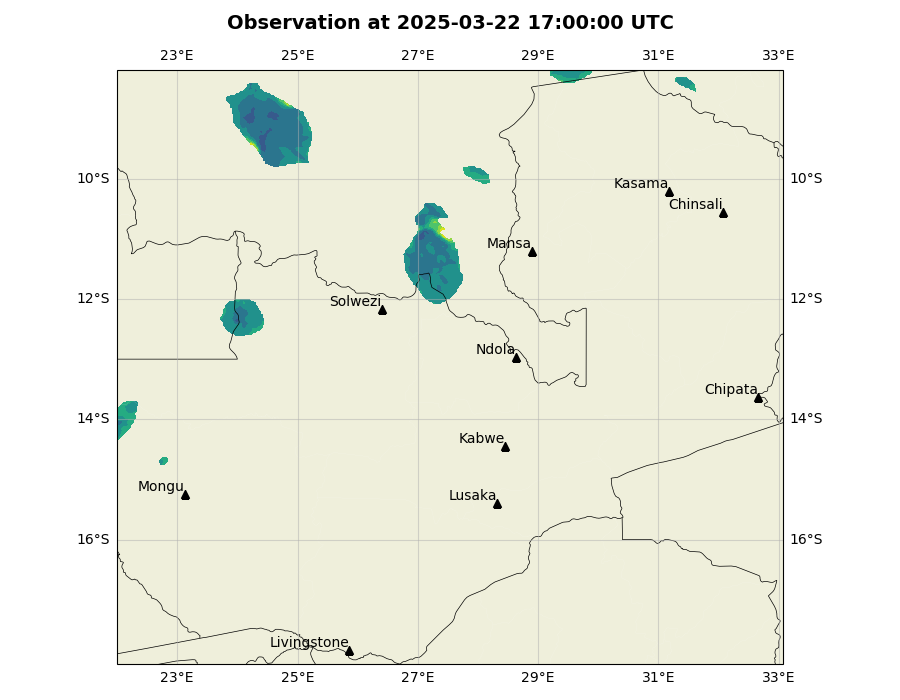 Observation at 2025-03-22 17:00:00 UTC
23°E 25°E 27°E 29°E 31°E 33°E
10°S 10°S
Kasama
Chinsali
Mansa
12°S 12°S
Solwezi
Ndola
Chipata
14°S 14°S
Kabwe
Mongu
Lusaka
16°S 16°S
Livingstone
23°E 25°E 27°E 29°E 31°E 33°E